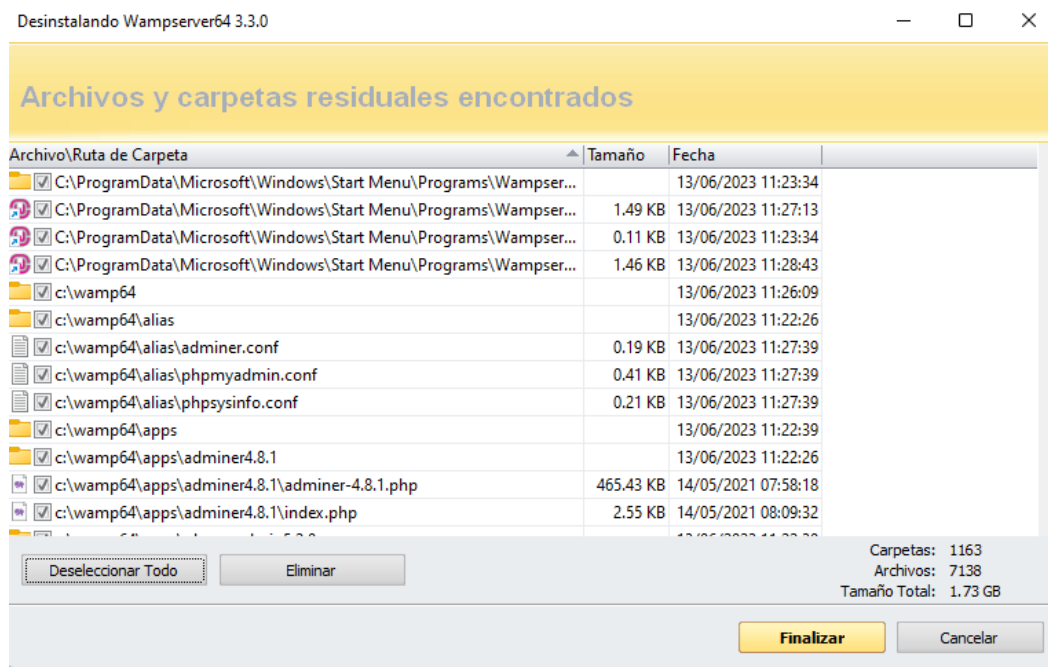 Desinstalando Wampserver64 3.3.0
Archivos y carpetas residuales encontrados
Archivo\Ruta de Carpeta Tamaño Fecha
C:\ProgramData\Microsoft\Windows\Start Menu\Programs\Wampser... 13/06/2023 11:23:34
C:\ProgramData\Microsoft\Windows\Start Menu\Programs\Wampser... 1.49 KB 13/06/2023 11:27:13
C:\ProgramData\Microsoft\Windows\Start Menu\Programs\Wampser... 0.11 KB 13/06/2023 11:23:34
C:\ProgramData\Microsoft\Windows\Start Menu\Programs\Wampser... 1.46 KB 13/06/2023 11:28:43
c:\wamp64 13/06/2023 11:26:09
c:\wamp64\alias 13/06/2023 11:22:26
c:\wamp64\alias\adminer.conf 0.19 KB 13/06/2023 11:27:39
c:\wamp64\alias\phpmyadmin.conf 0.41 KB 13/06/2023 11:27:39
c:\wamp64\alias\phpsysinfo.conf 0.21 KB 13/06/2023 11:27:39
c:\wamp64\apps 13/06/2023 11:22:39
c:\wamp64\apps\adminer4.8.1 13/06/2023 11:22:26
c:\wamp64\apps\adminer4.8.1\adminer-4.8.1.php 465.43 KB 14/05/2021 07:58:18
c:\wamp64\apps\adminer4.8.1\index.php 2.55 KB 14/05/2021 08:09:32
Deseleccionar Todo Eliminar
Carpetas: 1163
Archivos: 7138
Tamaño Total: 1.73 GB
Finalizar Cancelar